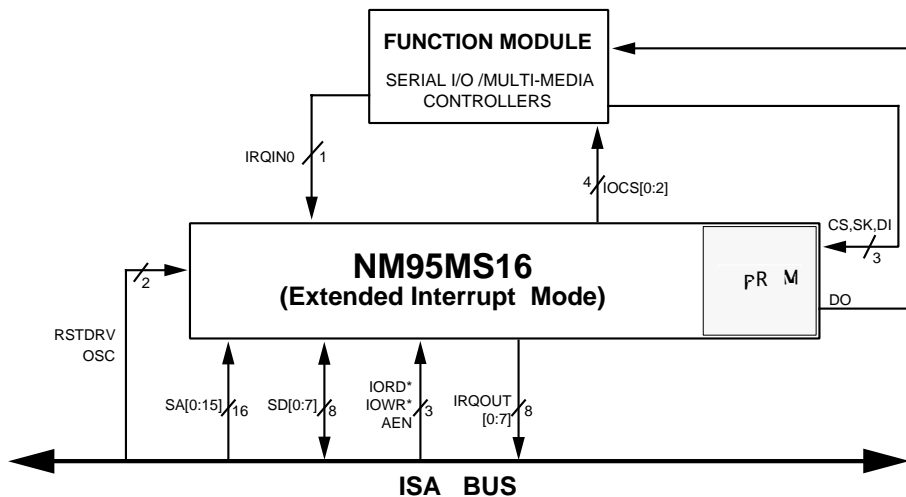 FUNCTION MODULE
SERIAL I/O /MULTI-MEDIA
CONTROLLERS
IRQIN0
1
4
IOCS[0:2]
CS,SK,DI
3
NM95MS16
(Extended Interrupt Mode)
2
DO
RSTDRV
OSC
SA[0:15]
16
SD[0:7]
8
IORD*
IOWR*
AEN
3
IRQOUT
[0:7]
8
ISA BUS